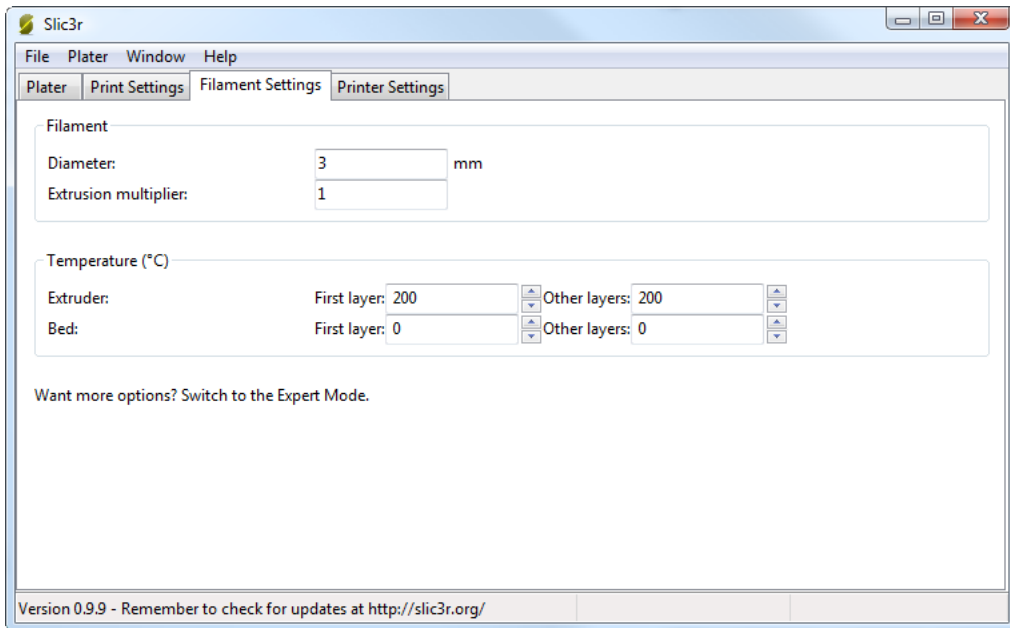 Slic3r
File Plater Window Help
Plater Print Settings Filament Settings Printer Settings
Filament
Diameter: 3 mm
Extrusion multiplier: 1
Temperature (°C)
Extruder: First layer: 200 Other layers: 200
Bed: First layer: 0 Other layers: 0
Want more options? Switch to the Expert Mode.
Version 0.9.9 - Remember to check for updates at http://slic3r.org/